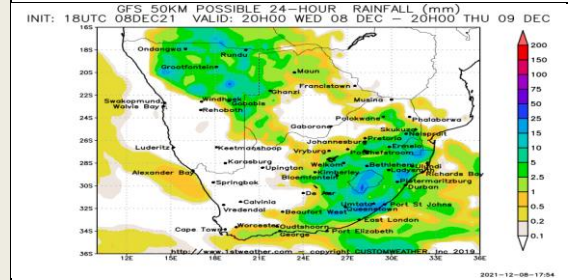 GFS 50KM POSSIBLE 24-HOUR RAINFALL (mm)
INIT: 18UTC 08DEC21 VALID: 20H00 WED 08 DEC - 20H00 THU 09 DEC
16S
18S
20S
22S
24S
26S
28S
30S
32S
34S
36S
Ondongwa
Rundu
Grootfontein
Maun
Francistown
Ghanzi
Swakopmund
Walvis Bay
Windhoek
Gobabis
Rehoboth
Musina
Polokwane
Phalaborwa
Gaborone
Skukuza
Nelspruit
Pretoria
Johannesburg
Ermelo
Luderitz
Keetmanshoop
Vryburg
Potchefstroom
Karasburg
Upington
Welkom
Bethlehem
Ulundi
Kimberley
Ladysmith
Richards Bay
Alexander Bay
Bloemfontein
Pietermaritzburg
Springbok
Durban
De Aar
Calvinia
Umtata
Port St Johns
Vredendal
Beaufort West
Queenstown
East London
Cape Town
Worcester
Oudtshoorn
George
Port Elizabeth
http://www.1stweather.com - copyright CUSTOMWEATHER, Inc 2019
12E 15E 18E 21E 24E 27E 30E 33E 36E
200
150
100
75
50
25
15
10
5
2.5
1
0.5
0.2
0.1
2021-12-08-17:54